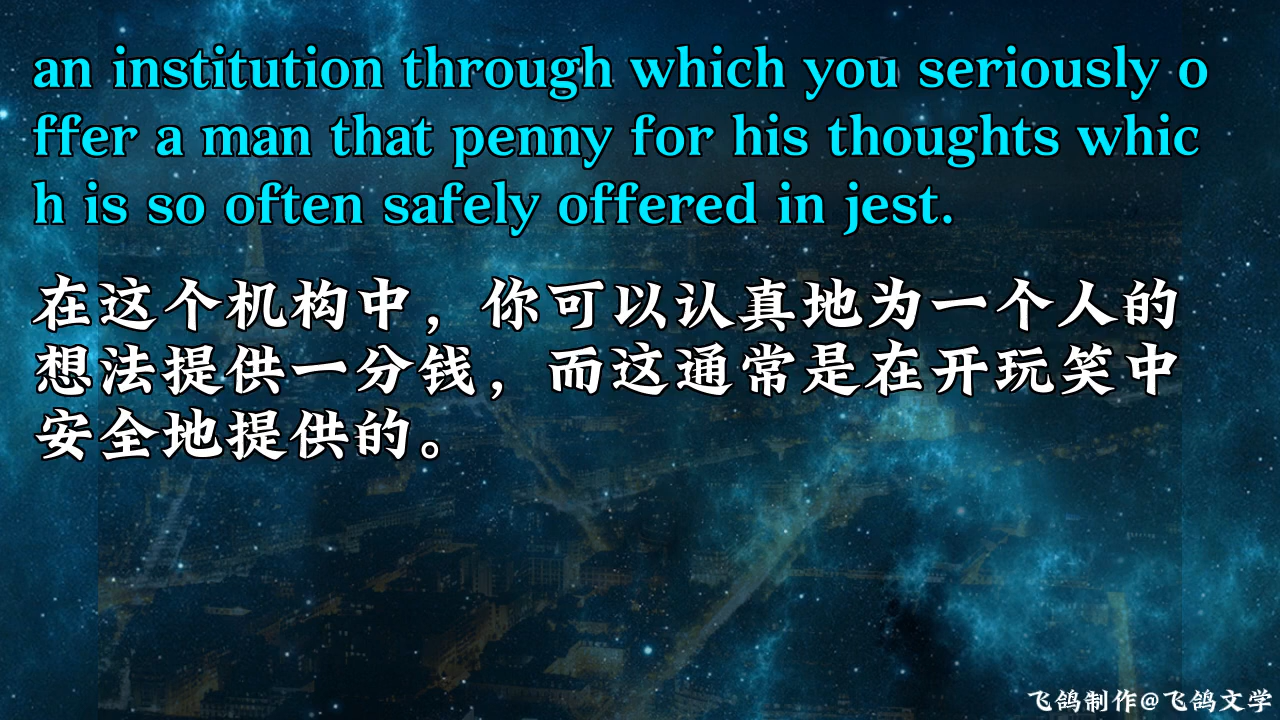 an institution through which you seriously o
ffer a man that penny for his thoughts whic
h is so often safely offered in jest.
在这个机构中，你可以认真地为一个人的
想法提供一分钱，而这通常是在开玩笑中
安全地提供的。
飞鸽制作@飞鸽文学